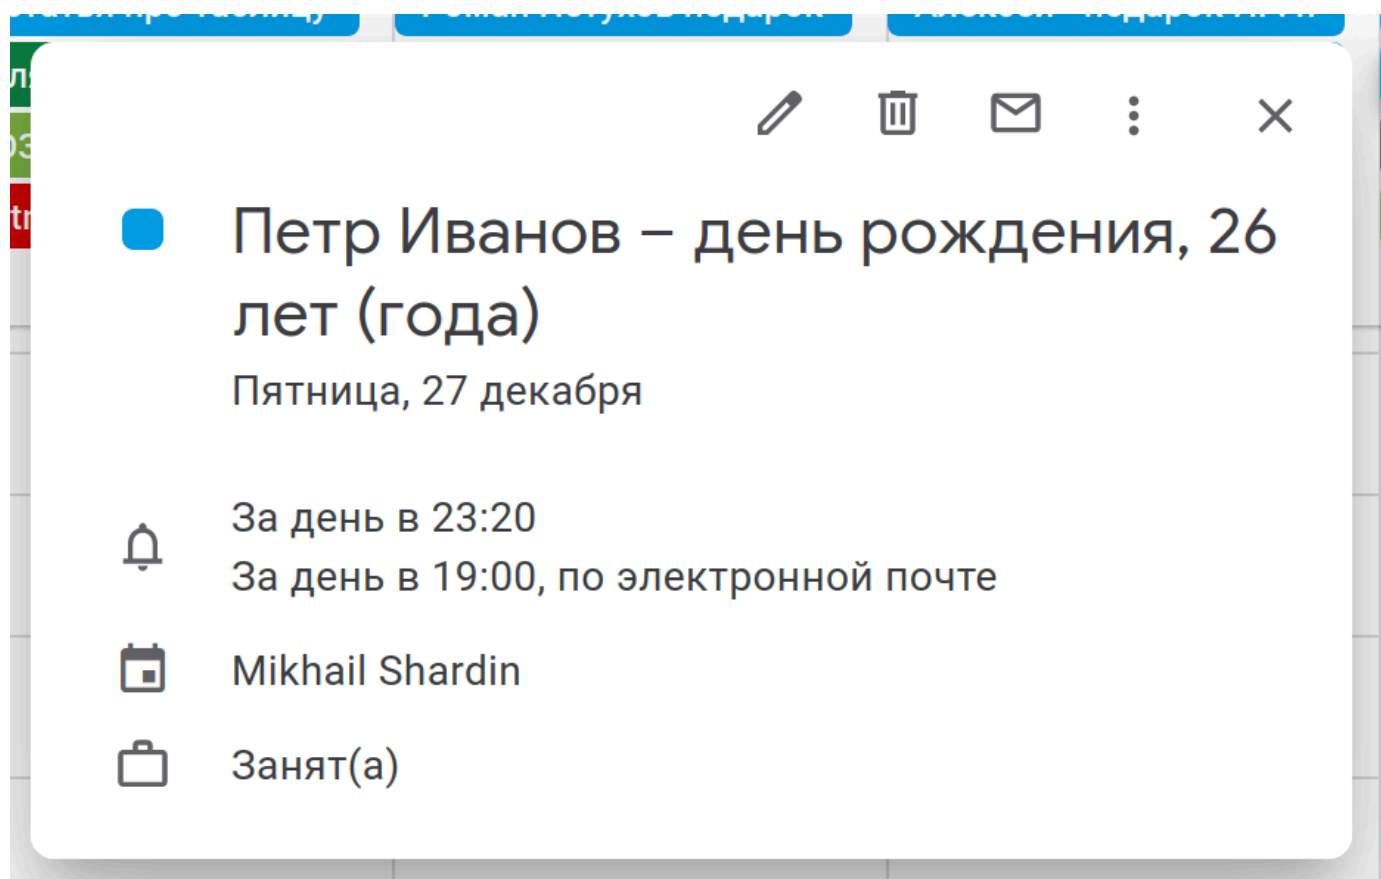 Петр Иванов – день рождения, 26
лет (года)
Пятница, 27 декабря
За день в 23:20
За день в 19:00, по электронной почте
Mikhail Shardin
Занят(а)